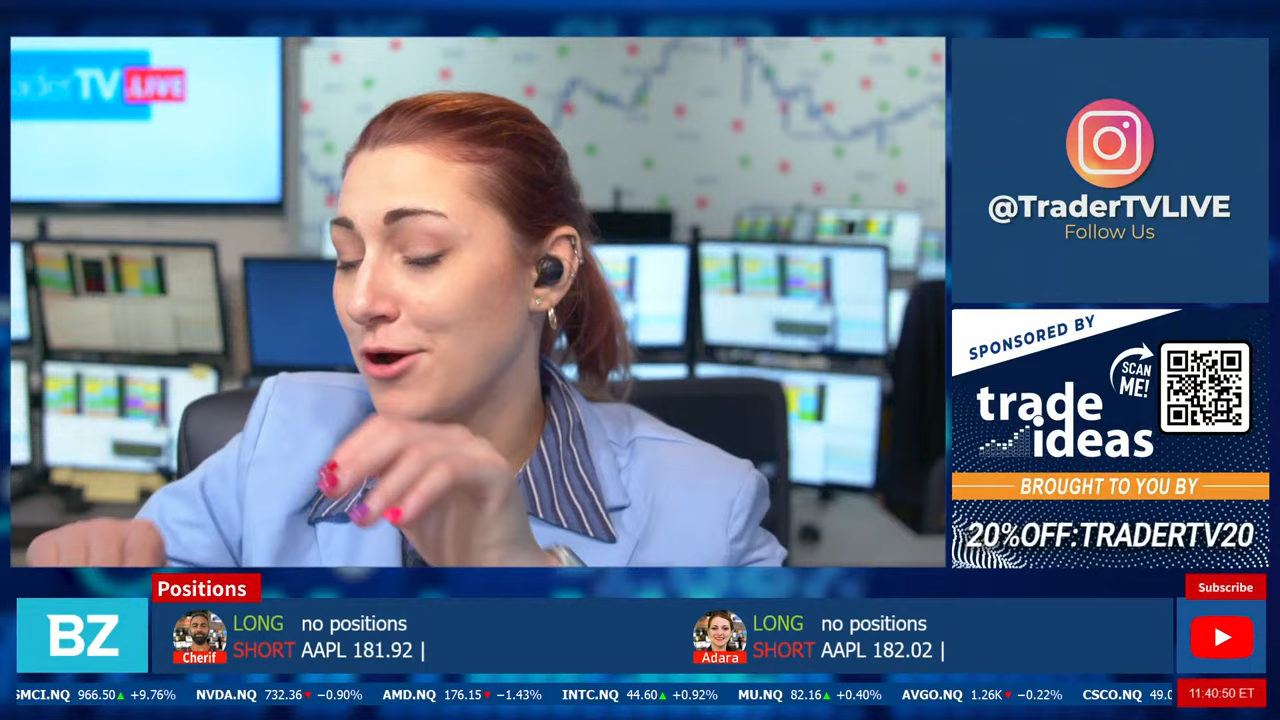 aderTV LIVE
@TraderTVLIVE
Follow Us
SPONSORED BY
SCAN
ME!
trade
ideas
BROUGHT TO YOU BY
20%OFF:TRADERTV20
Positions
Subscribe
BZ
LONG no positions
SHORT AAPL 181.92 |
Cherif
LONG no positions
SHORT AAPL 182.02 |
Adara
SMCI.NQ 966.50▲ +9.76% NVDA.NQ 732.36▼ −0.90% AMD.NQ 176.15▼ −1.43% INTC.NQ 44.60▲ +0.92% MU.NQ 82.16▲ +0.40% AVGO.NQ 1.26K▼ −0.22% CSCO.NQ 49.0
11:40:50 ET